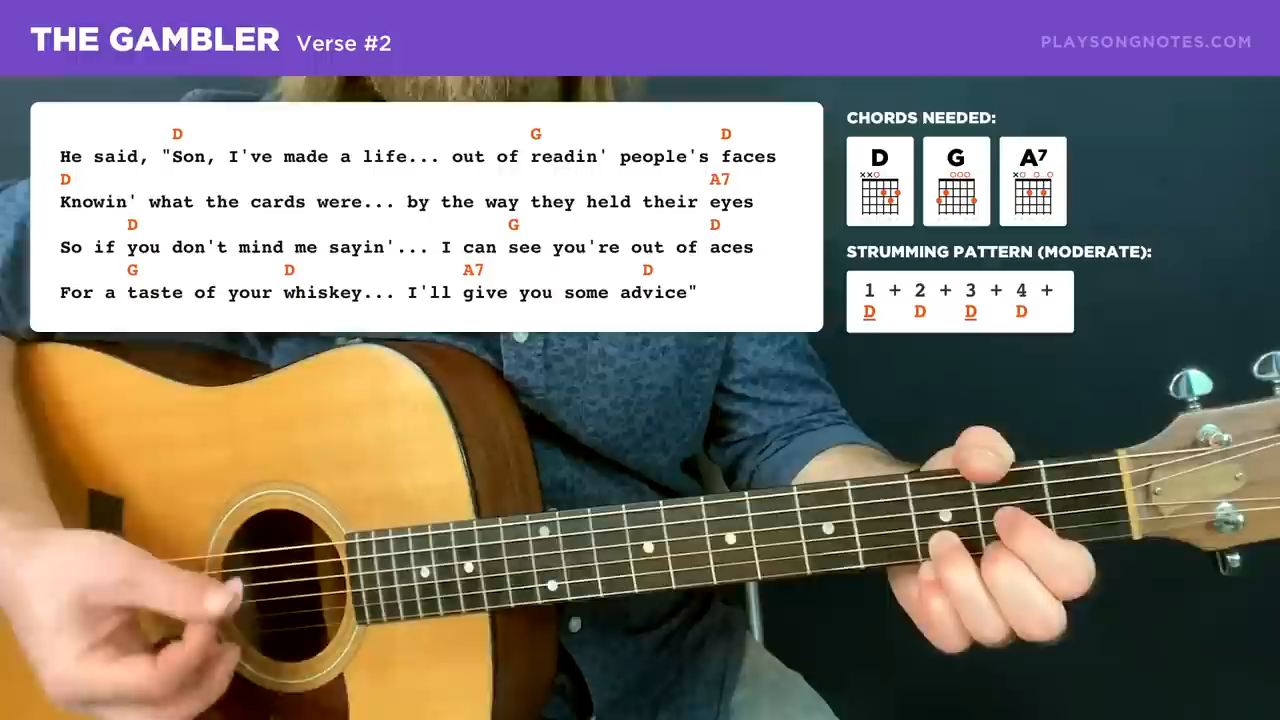 THE GAMBLER Verse #2
PLAYSONGNOTES.COM
D G D
He said, "Son, I've made a life... out of readin' people's faces
D A7
Knowin' what the cards were... by the way they held their eyes
D G D
So if you don't mind me sayin'... I can see you're out of aces
G D A7 D
For a taste of your whiskey... I'll give you some advice"
CHORDS NEEDED:
D G A7
STRUMMING PATTERN (MODERATE):
1 + 2 + 3 + 4 +
D D D D